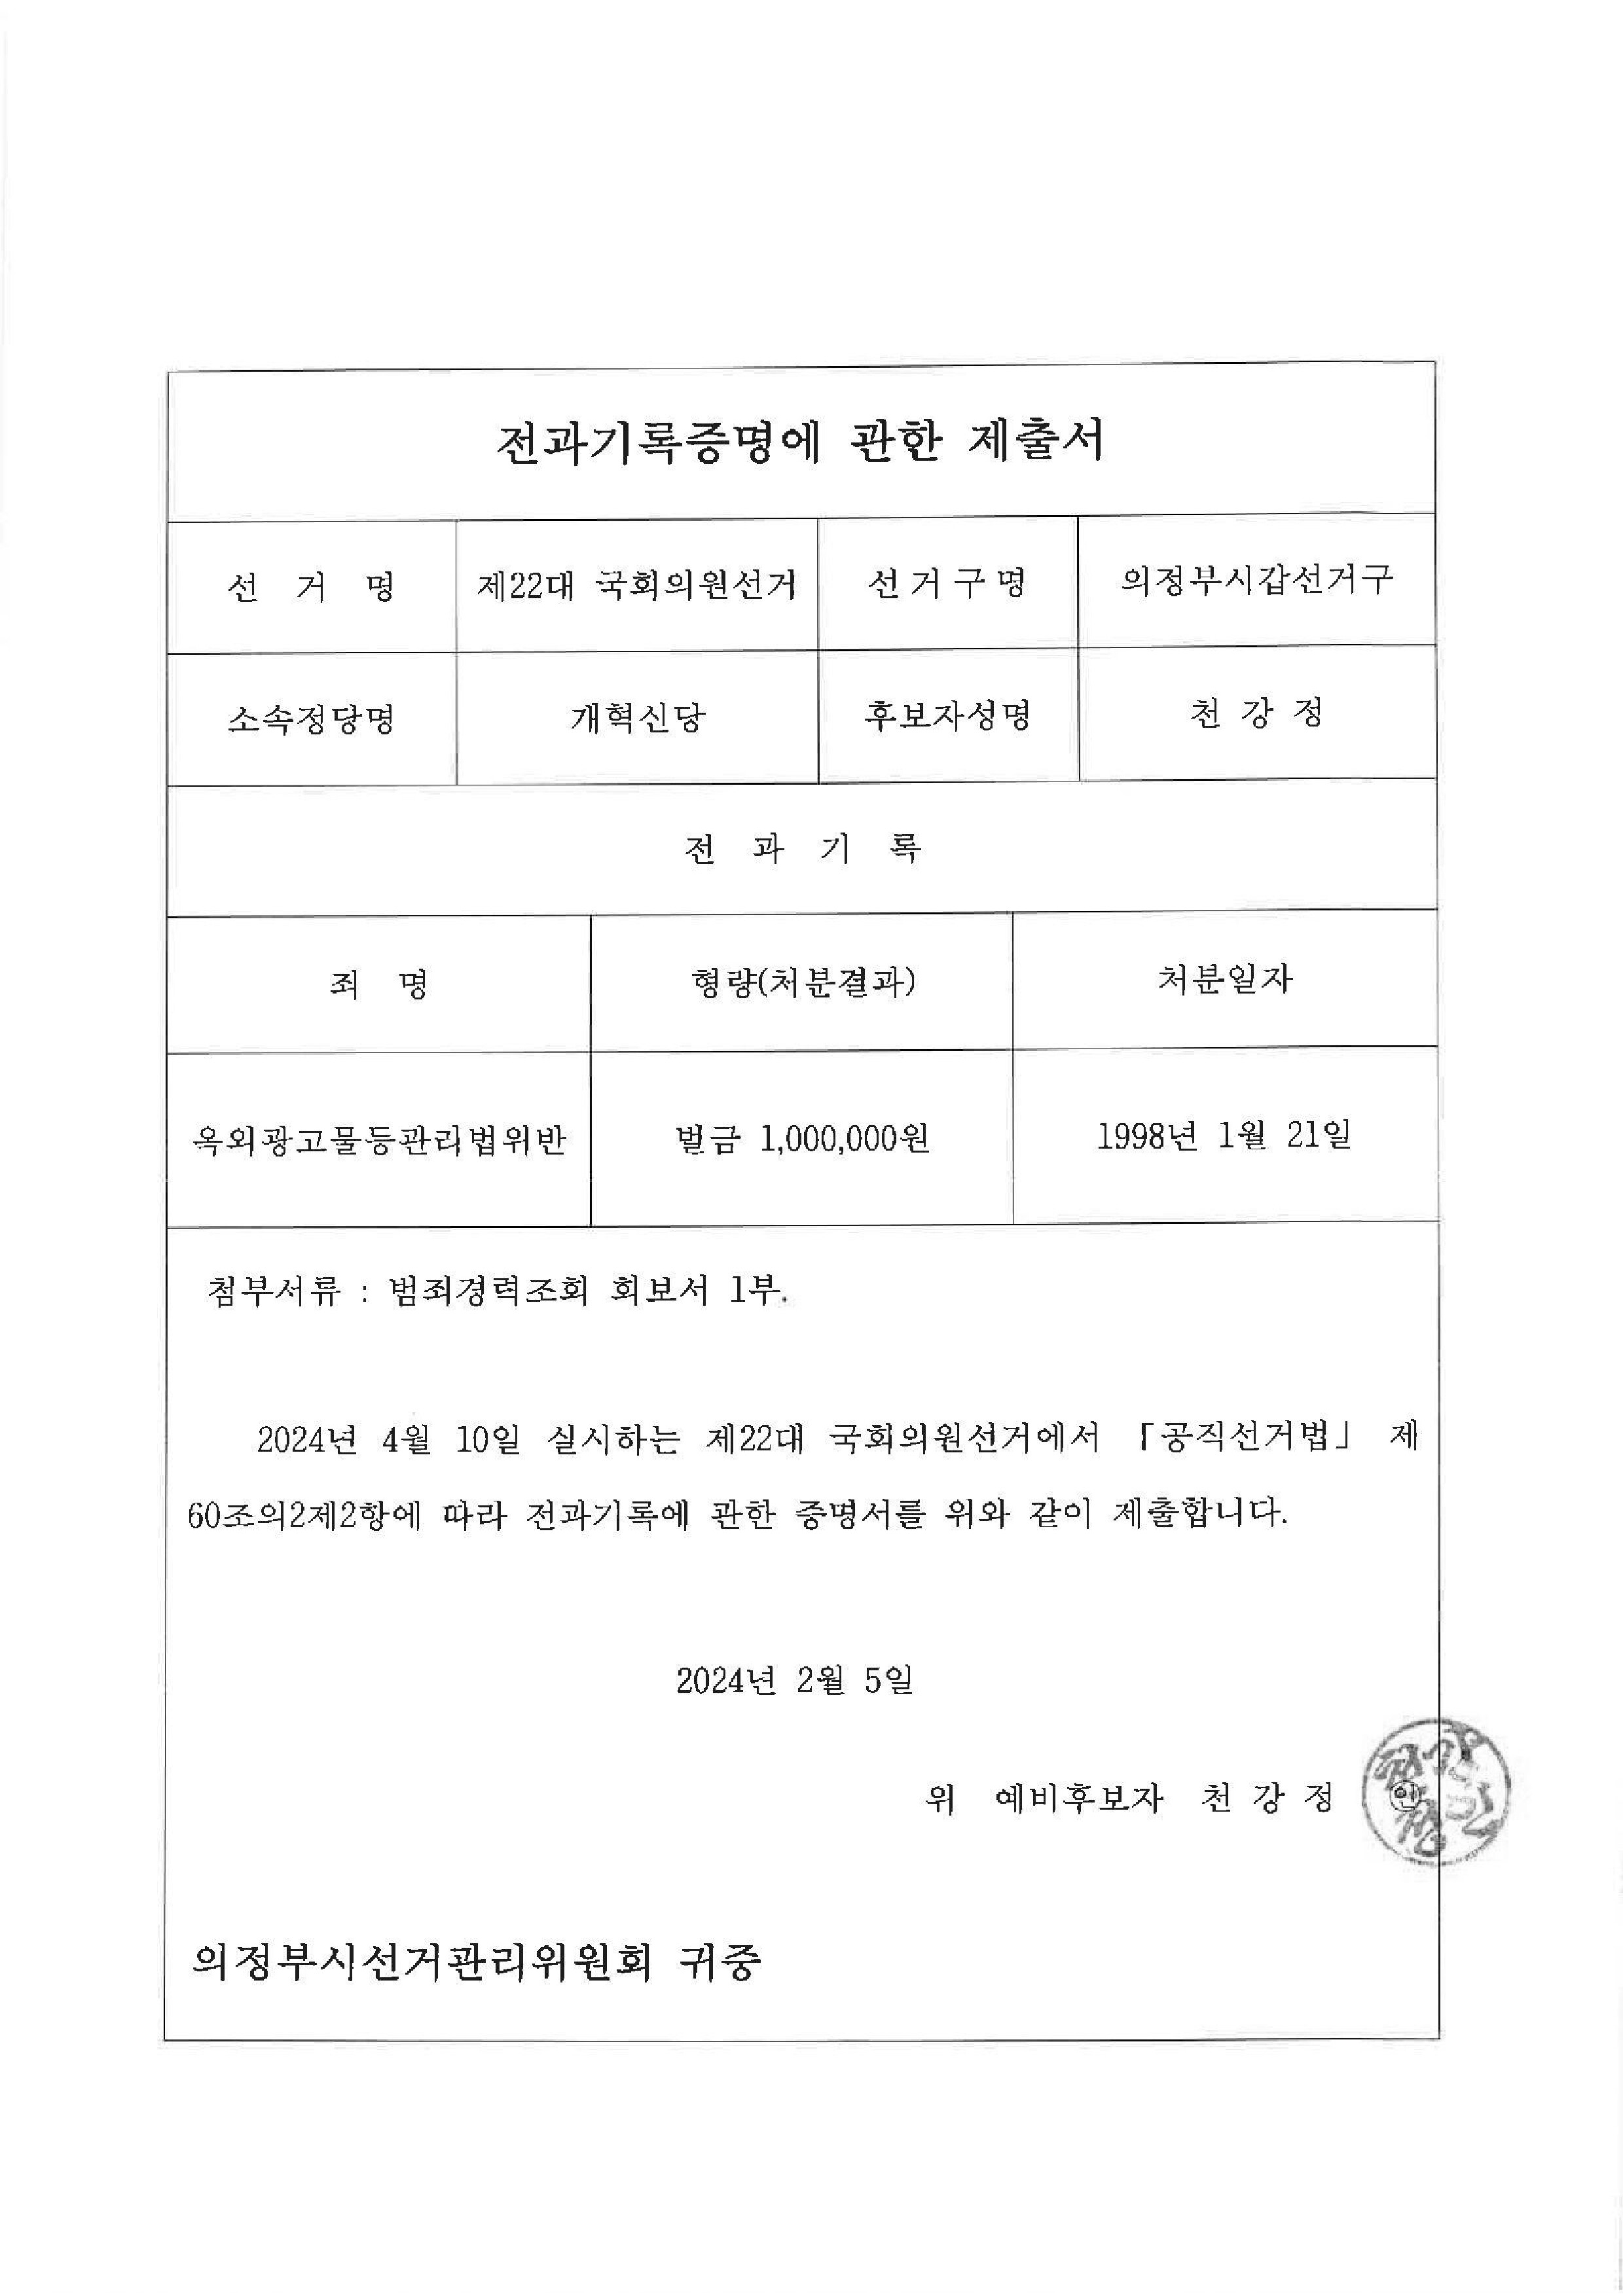 전과기록증명에 관한 제출서
선 거 명 제22대 국회의원선거 선거구명 의정부시갑선거구
소속정당명 개혁신당 후보자성명 천 강 정
전 과 기 록
죄 명 형량(처분결과) 처분일자
옥외광고물등관리법위반 벌금 1,000,000원 1998년 1월 21일
첨부서류 : 범죄경력조회 회보서 1부.
2024년 4월 10일 실시하는 제22대 국회의원선거에서 「공직선거법」 제
60조의2제2항에 따라 전과기록에 관한 증명서를 위와 같이 제출합니다.
2024년 2월 5일
위 예비후보자 천 강 정 ㊞
의정부시선거관리위원회 귀중